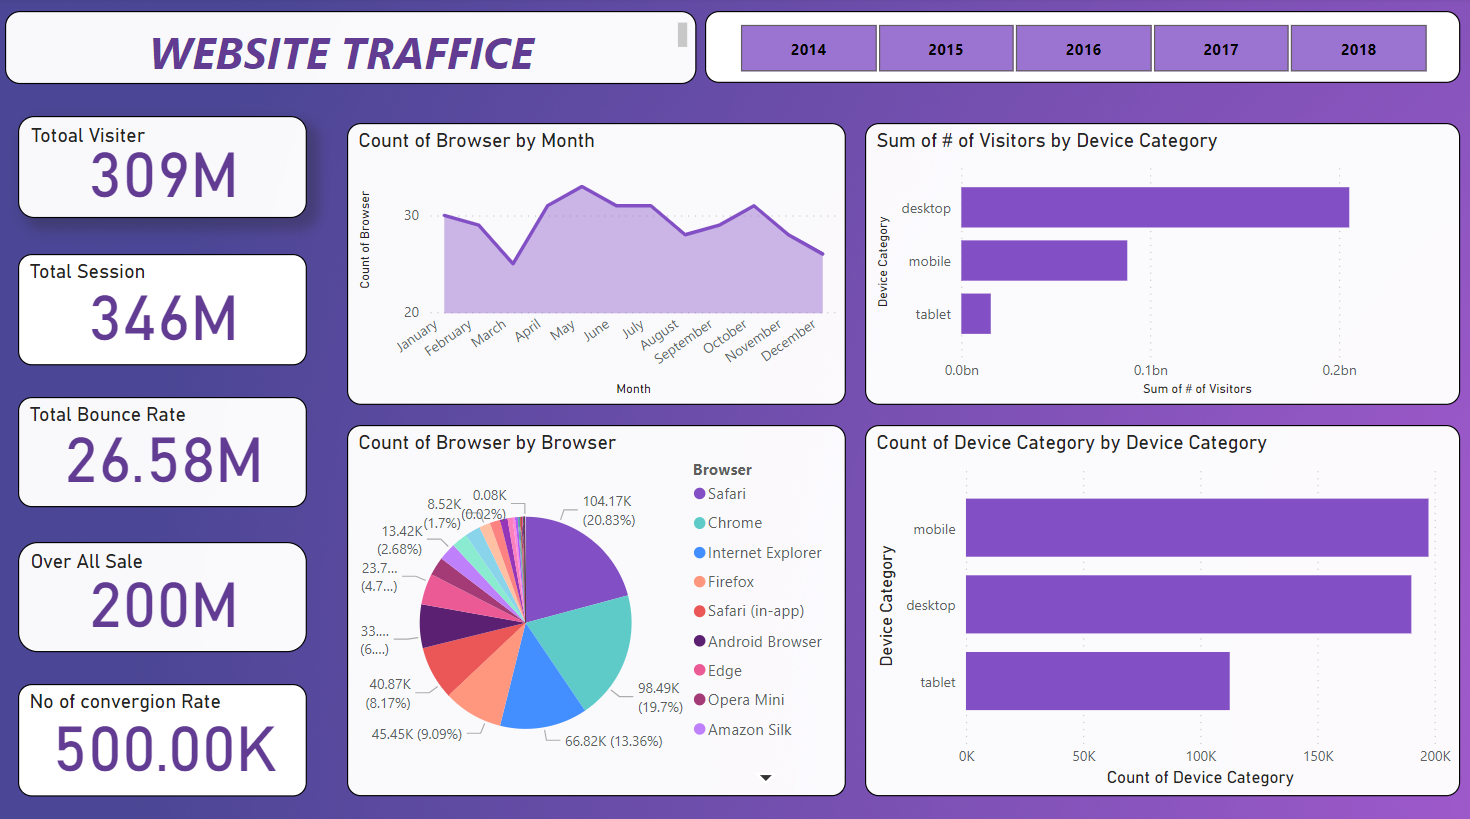 WEBSITE TRAFFICE
2014
2015
2016
2017
2018
Totoal Visiter
309M
Total Session
346M
Total Bounce Rate
26.58M
Over All Sale
200M
No of convergion Rate
500.00K
Count of Browser by Month
Count of Browser
30
20
January
February
March
April
May
June
July
August
September
October
November
December
Month
Sum of # of Visitors by Device Category
Device Category
desktop
mobile
tablet
0.0bn
0.1bn
0.2bn
Sum of # of Visitors
Count of Browser by Browser
0.08K
(0.02%)
8.52K
(1.7%)
13.42K
(2.68%)
23.7...
(4.7...)
33....
(6....)
40.87K
(8.17%)
45.45K (9.09%)
66.82K (13.36%)
98.49K
(19.7%)
104.17K
(20.83%)
Browser
Safari
Chrome
Internet Explorer
Firefox
Safari (in-app)
Android Browser
Edge
Opera Mini
Amazon Silk
Count of Device Category by Device Category
Device Category
mobile
desktop
tablet
0K
50K
100K
150K
200K
Count of Device Category